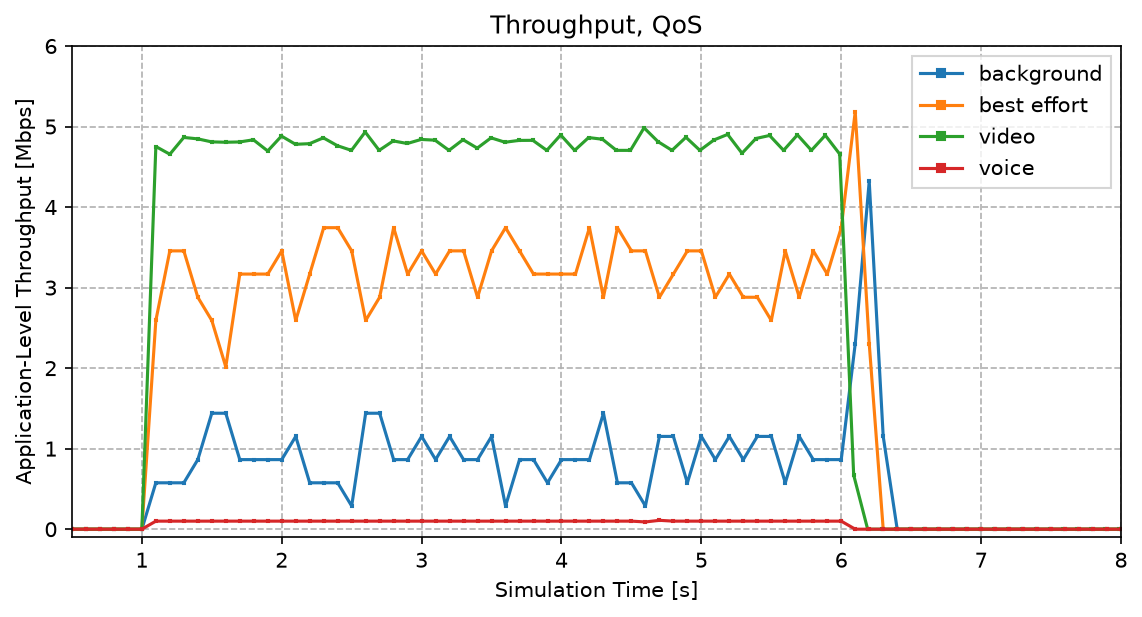 Throughput, QoS
Application-Level Throughput [Mbps]
6
5
4
3
2
1
0
background
best effort
video
voice
1 2 3 4 5 6 7 8
Simulation Time [s]